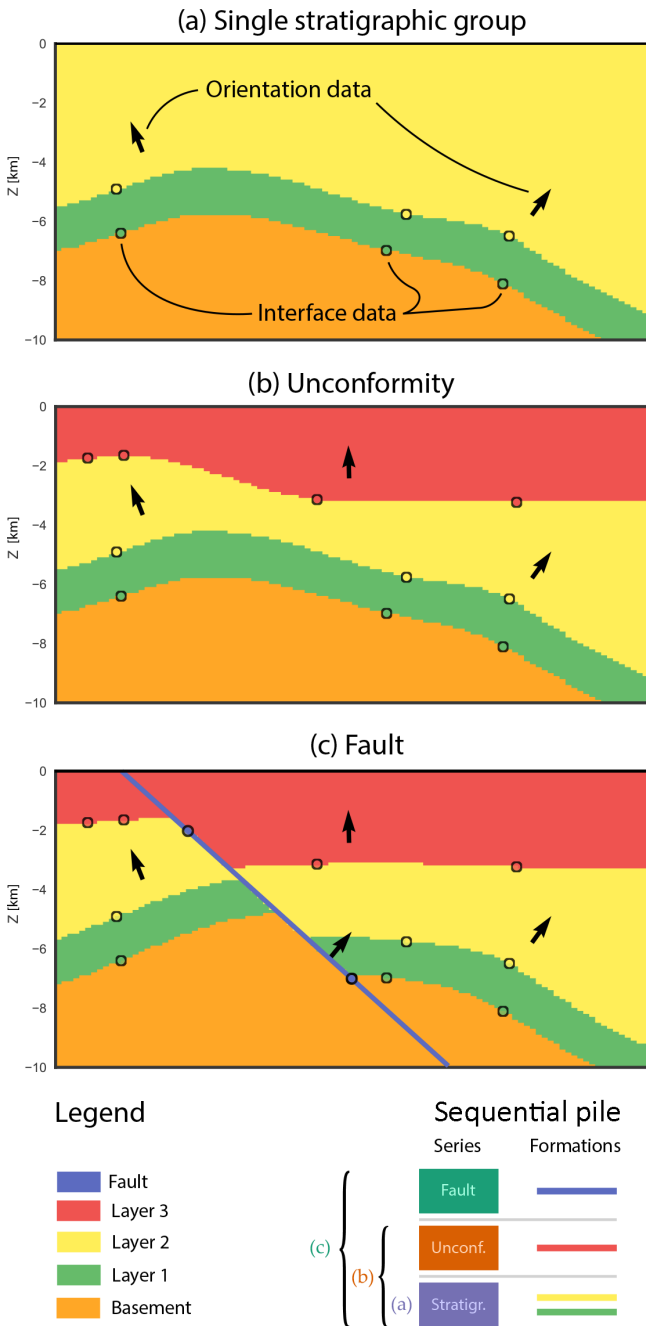 (a) Single stratigraphic group
0
Orientation data
−2
−4
Z [km]
−6
−8
Interface data
−10
(b) Unconformity
0
−2
−4
Z [km]
−6
−8
−10
(c) Fault
0
−2
−4
Z [km]
−6
−8
−10
Legend
Fault
Layer 3
Layer 2
Layer 1
Basement
Sequential pile
Series Formations
Fault
(c)
Unconf.
(b)
(a) Stratigr.